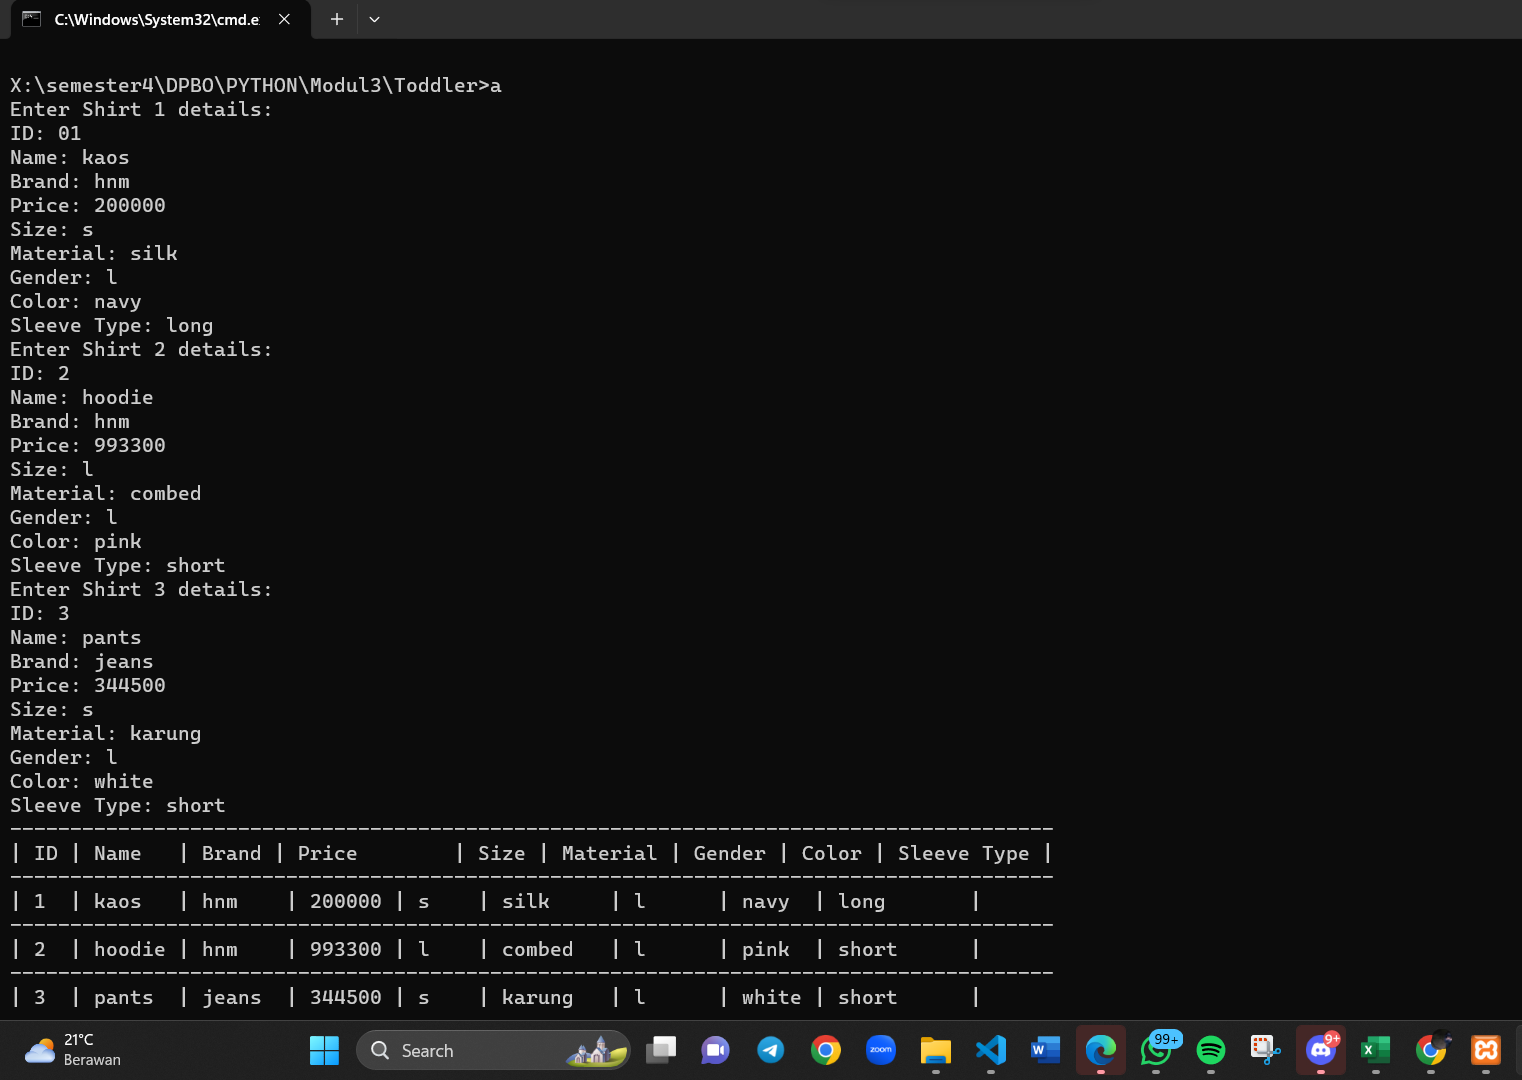 C:\Windows\System32\cmd.e
X:\semester4\DPBO\PYTHON\Modul3\Toddler>a
Enter Shirt 1 details:
ID: 01
Name: kaos
Brand: hnm
Price: 200000
Size: s
Material: silk
Gender: l
Color: navy
Sleeve Type: long
Enter Shirt 2 details:
ID: 2
Name: hoodie
Brand: hnm
Price: 993300
Size: l
Material: combed
Gender: l
Color: pink
Sleeve Type: short
Enter Shirt 3 details:
ID: 3
Name: pants
Brand: jeans
Price: 344500
Size: s
Material: karung
Gender: l
Color: white
Sleeve Type: short
---------------------------------------------------------------------------------------
| ID | Name   | Brand | Price        | Size | Material | Gender | Color | Sleeve Type |
---------------------------------------------------------------------------------------
| 1  | kaos   | hnm    | 200000 | s    | silk     | l      | navy  | long       |
---------------------------------------------------------------------------------------
| 2  | hoodie | hnm    | 993300 | l    | combed   | l      | pink  | short      |
---------------------------------------------------------------------------------------
| 3  | pants  | jeans  | 344500 | s    | karung   | l      | white | short      |
21°C
Berawan
Search
zoom
W
99+
9+
X